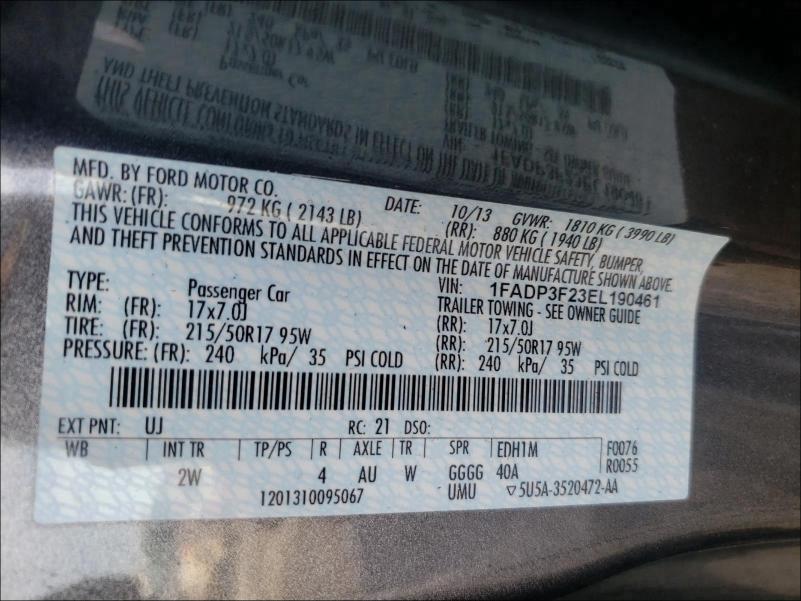 MFD. BY FORD MOTOR CO. DATE: 10/13 GVWR: 1810 KG (3990 LB)
GAWR: (FR): 972 KG ( 2143 LB) (RR): 880 KG ( 1940 LB)
THIS VEHICLE CONFORMS TO ALL APPLICABLE FEDERAL MOTOR VEHICLE SAFETY, BUMPER,
AND THEFT PREVENTION STANDARDS IN EFFECT ON THE DATE OF MANUFACTURE SHOWN ABOVE.
VIN: 1FADP3F23EL190461
TYPE: Passenger Car TRAILER TOWING - SEE OWNER GUIDE
RIM: (FR): 17x7.0J (RR): 17x7.0J
TIRE: (FR): 215/50R17 95W (RR): 215/50R17 95W
PRESSURE: (FR): 240 kPa/ 35 PSI COLD (RR): 240 kPa/ 35 PSI COLD
EXT PNT: UJ RC: 21 DSO:
WB INT TR TP/PS R AXLE TR SPR EDH1M F0076
2W 4 AU W GGGG 40A R0055
1201310095067 UMU ▽5U5A-3520472-AA